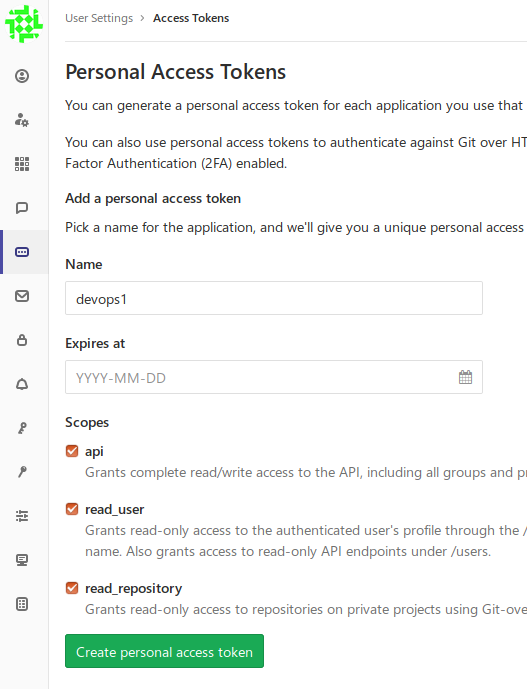 User Settings › Access Tokens
Personal Access Tokens
You can generate a personal access token for each application you use that
You can also use personal access tokens to authenticate against Git over HT
Factor Authentication (2FA) enabled.
Add a personal access token
Pick a name for the application, and we'll give you a unique personal access
Name
devops1
Expires at
YYYY-MM-DD
Scopes
api
Grants complete read/write access to the API, including all groups and pr
read_user
Grants read-only access to the authenticated user's profile through the /
name. Also grants access to read-only API endpoints under /users.
read_repository
Grants read-only access to repositories on private projects using Git-ove
Create personal access token